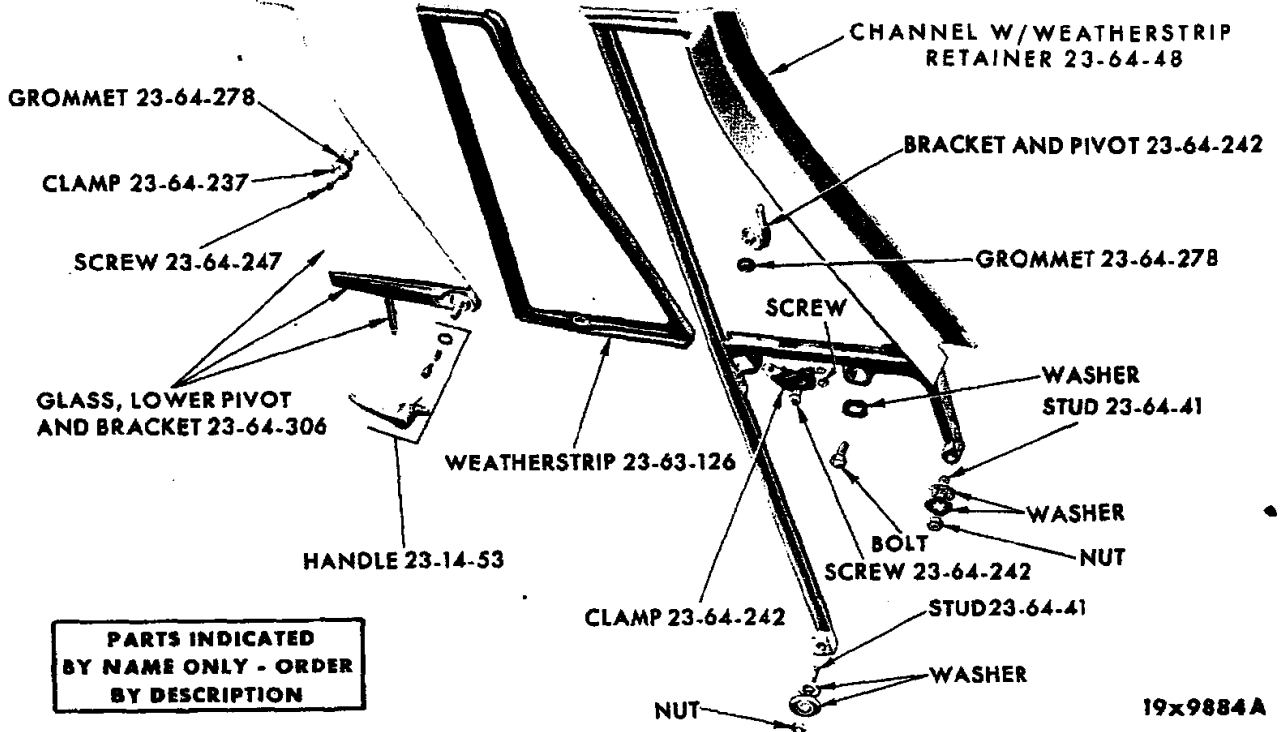 CHANNEL W/WEATHERSTRIP
RETAINER 23-64-48
GROMMET 23-64-278
BRACKET AND PIVOT 23-64-242
CLAMP 23-64-237
SCREW 23-64-247
GROMMET 23-64-278
SCREW
WASHER
GLASS, LOWER PIVOT
AND BRACKET 23-64-306
STUD 23-64-41
WEATHERSTRIP 23-63-126
WASHER
BOLT
NUT
HANDLE 23-14-53
SCREW 23-64-242
CLAMP 23-64-242
STUD23-64-41
PARTS INDICATED
BY NAME ONLY - ORDER
BY DESCRIPTION
WASHER
NUT
19x9884A